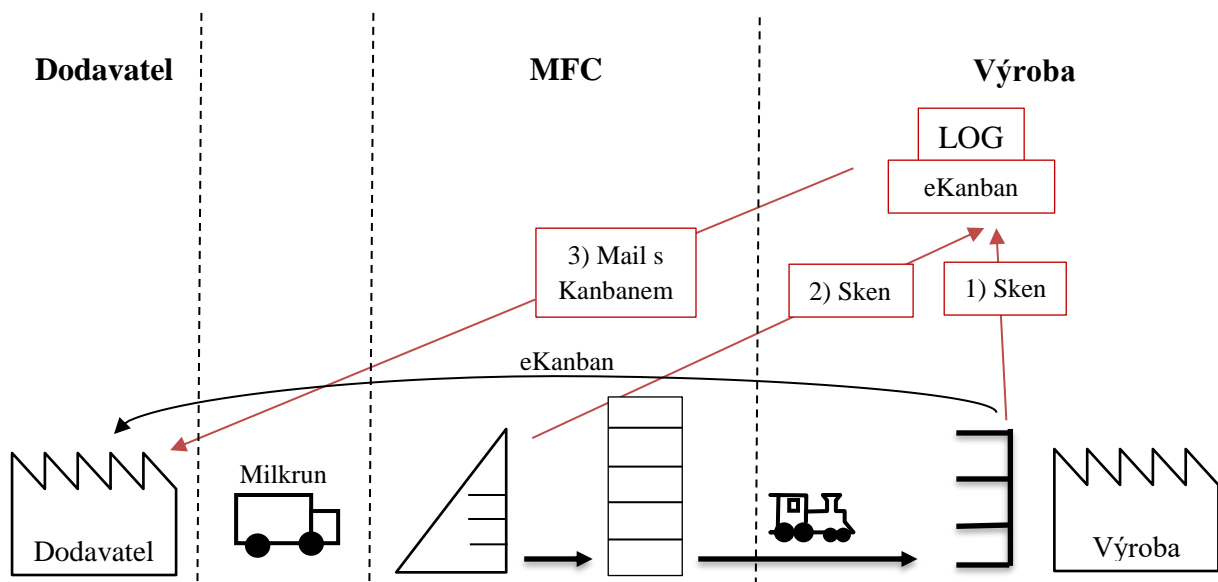 Dodavatel
MFC
Výroba
LOG
eKanban
3) Mail s
Kanbanem
2) Sken
1) Sken
eKanban
Milkrun
Dodavatel
Výroba